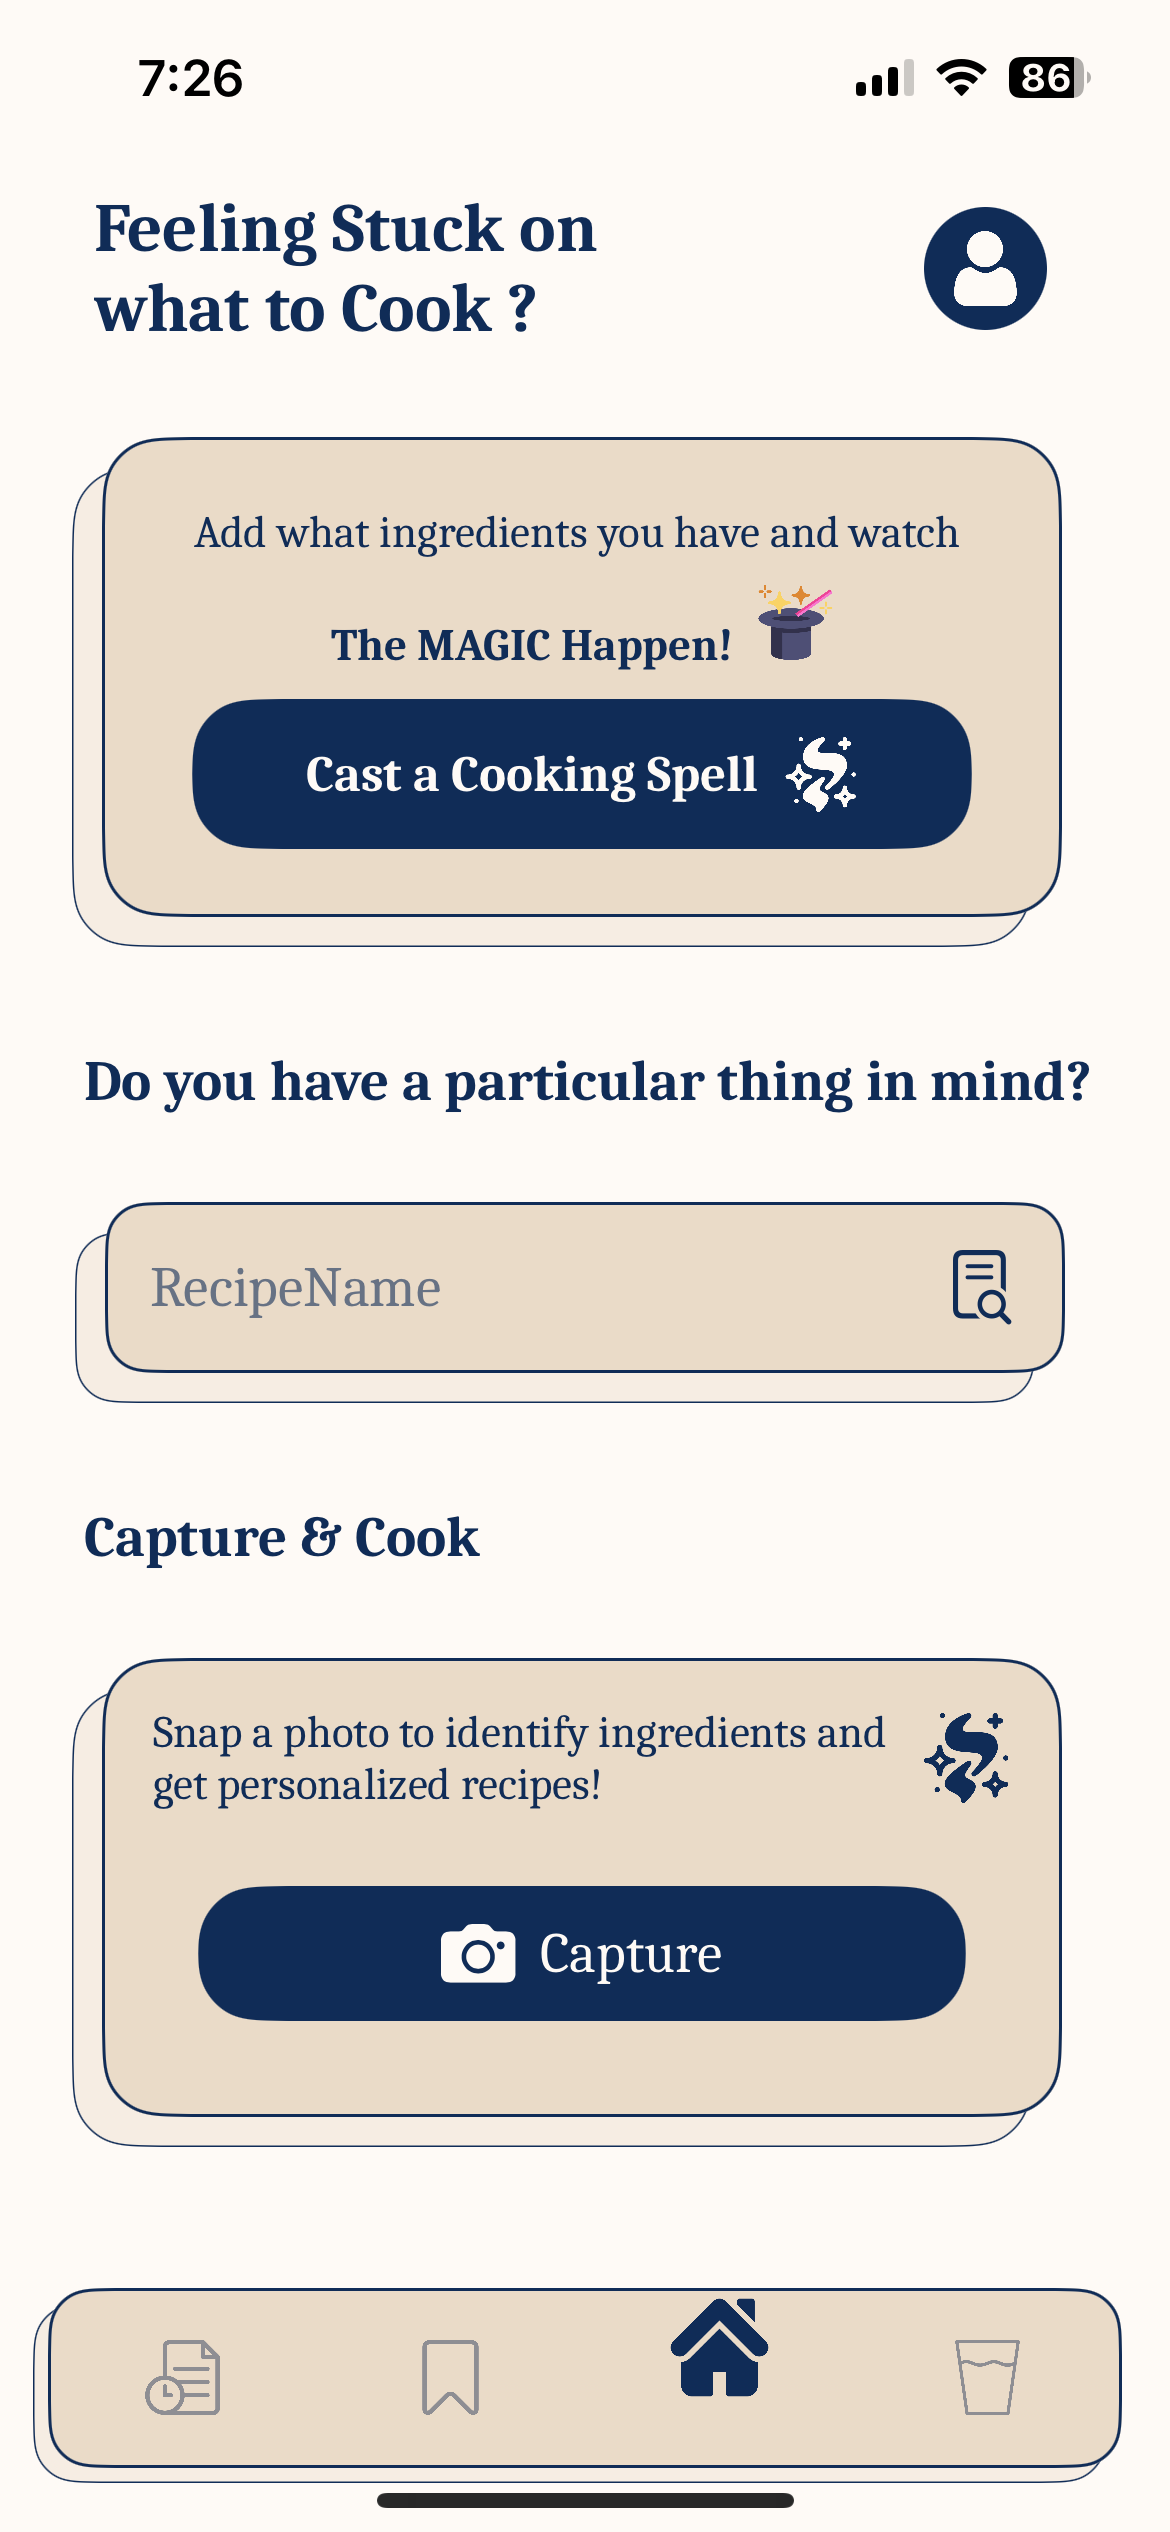 7:26
86
Feeling Stuck on
what to Cook ?
Add what ingredients you have and watch
The MAGIC Happen!
Cast a Cooking Spell
Do you have a particular thing in mind?
RecipeName
Capture & Cook
Snap a photo to identify ingredients and
get personalized recipes!
Capture